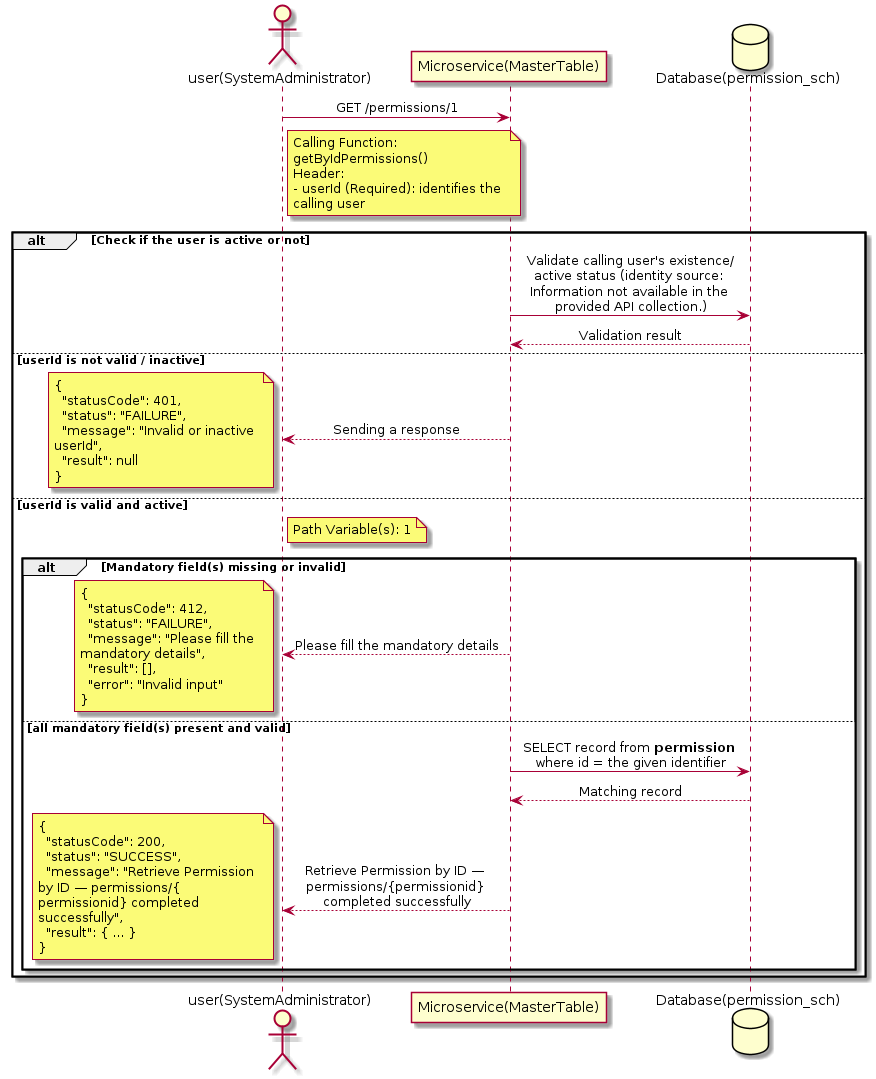 user(SystemAdministrator)
Microservice(MasterTable)
Database(permission_sch)
GET /permissions/1
Calling Function:
getByIdPermissions()
Header:
- userId (Required): identifies the
calling user
alt
[Check if the user is active or not]
Validate calling user's existence/
active status (identity source:
Information not available in the
provided API collection.)
Validation result
[userId is not valid / inactive]
{
"statusCode": 401,
"status": "FAILURE",
"message": "Invalid or inactive
userId",
"result": null
}
Sending a response
[userId is valid and active]
Path Variable(s): 1
alt
[Mandatory field(s) missing or invalid]
{
"statusCode": 412,
"status": "FAILURE",
"message": "Please fill the
mandatory details",
"result": [],
"error": "Invalid input"
}
Please fill the mandatory details
[all mandatory field(s) present and valid]
SELECT record from permission
where id = the given identifier
Matching record
{
"statusCode": 200,
"status": "SUCCESS",
"message": "Retrieve Permission
by ID — permissions/{
permissionid} completed
successfully",
"result": { ... }
}
Retrieve Permission by ID —
permissions/{permissionid}
completed successfully
user(SystemAdministrator)
Microservice(MasterTable)
Database(permission_sch)